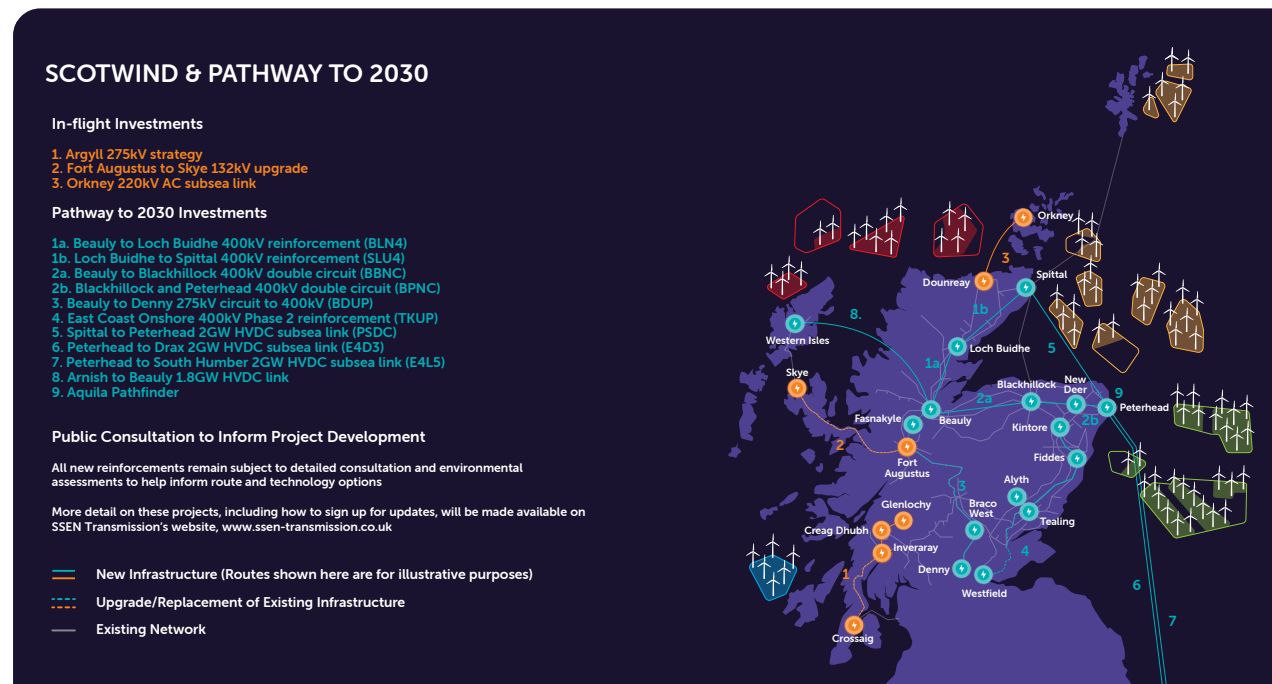 SCOTWIND & PATHWAY TO 2030
In-flight Investments
1. Argyll 275kV strategy
2. Fort Augustus to Skye 132kV upgrade
3. Orkney 220kV AC subsea link
Pathway to 2030 Investments
1a. Beauly to Loch Buidhe 400kV reinforcement (BLN4)
1b. Loch Buidhe to Spittal 400kV reinforcement (SLU4)
2a. Beauly to Blackhillock 400kV double circuit (BBNC)
2b. Blackhillock and Peterhead 400kV double circuit (BPNC)
3. Beauly to Denny 275kV circuit to 400kV (BDUP)
4. East Coast Onshore 400kV Phase 2 reinforcement (TKUP)
5. Spittal to Peterhead 2GW HVDC subsea link (PSDC)
6. Peterhead to Drax 2GW HVDC subsea link (E4D3)
7. Peterhead to South Humber 2GW HVDC subsea link (E4L5)
8. Arnish to Beauly 1.8GW HVDC link
9. Aquila Pathfinder
Public Consultation to Inform Project Development
All new reinforcements remain subject to detailed consultation and environmental
assessments to help inform route and technology options
More detail on these projects, including how to sign up for updates, will be made available on
SSEN Transmission's website, www.ssen-transmission.co.uk
New Infrastructure (Routes shown here are for illustrative purposes)
Upgrade/Replacement of Existing Infrastructure
Existing Network
Orkney
3
Spittal
Dounreay
1b
8.
Western Isles
Loch Buidhe
5
1a
Skye
Blackhillock
New
Deer
9
2a
Peterhead
Fasnakyle
Beauly
Kintore
2b
2
Fort
Augustus
Fiddes
Alyth
3
Glenlochy
Braco
West
Tealing
Creag Dhubh
Inveraray
4
Denny
1
Westfield
6
7
Crossaig